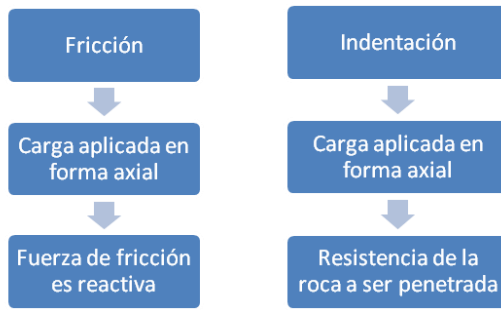 Fricción
Carga aplicada en
forma axial
Fuerza de fricción
es reactiva
Indentación
Carga aplicada en
forma axial
Resistencia de la
roca a ser penetrada